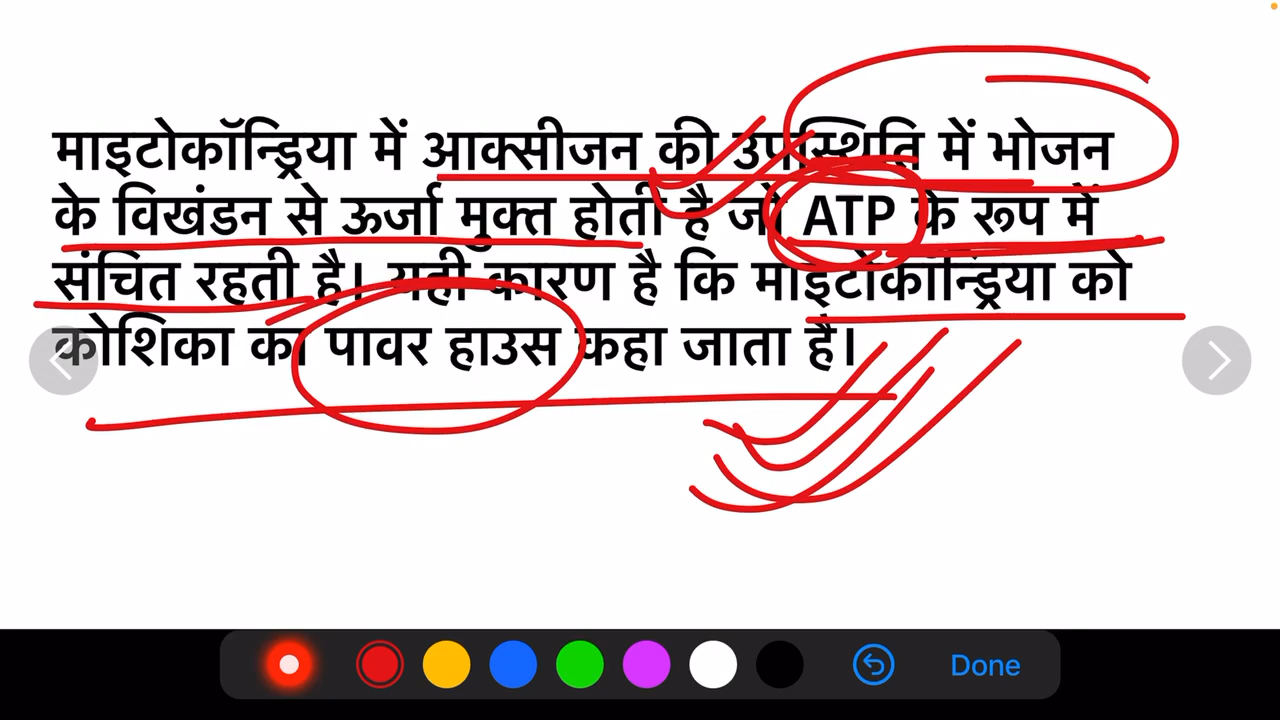 माइटोकॉन्ड्रिया में आक्सीजन की उपस्थिति में भोजन
के विखंडन से ऊर्जा मुक्त होती है जो ATP के रूप में
संचित रहती है। यही कारण है कि माइटोकॉन्ड्रिया को
कोशिका का पावर हाउस कहा जाता है।
Done